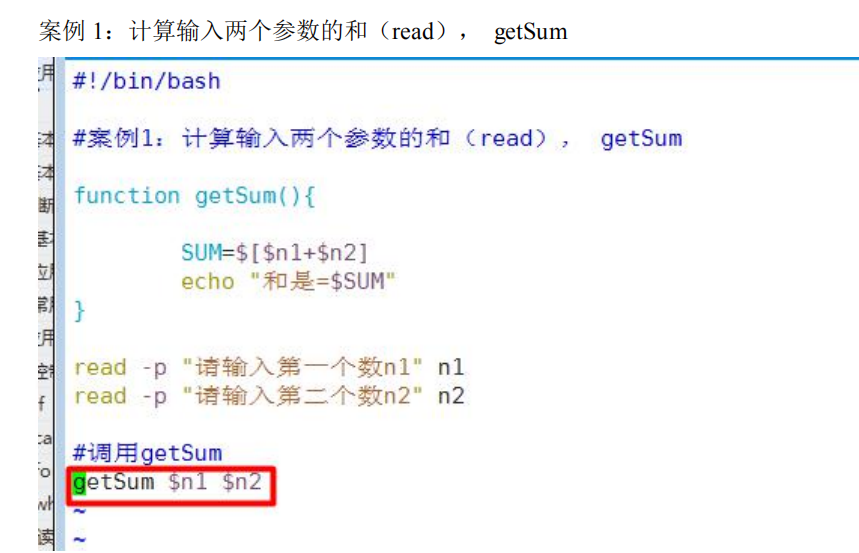 案例 1：计算输入两个参数的和（read）， getSum
#!/bin/bash
#案例1：计算输入两个参数的和（read）， getSum
function getSum(){
SUM=$[$n1+$n2]
echo "和是=$SUM"
}
read -p "请输入第一个数n1" n1
read -p "请输入第二个数n2" n2
#调用getSum
getSum $n1 $n2
~
~